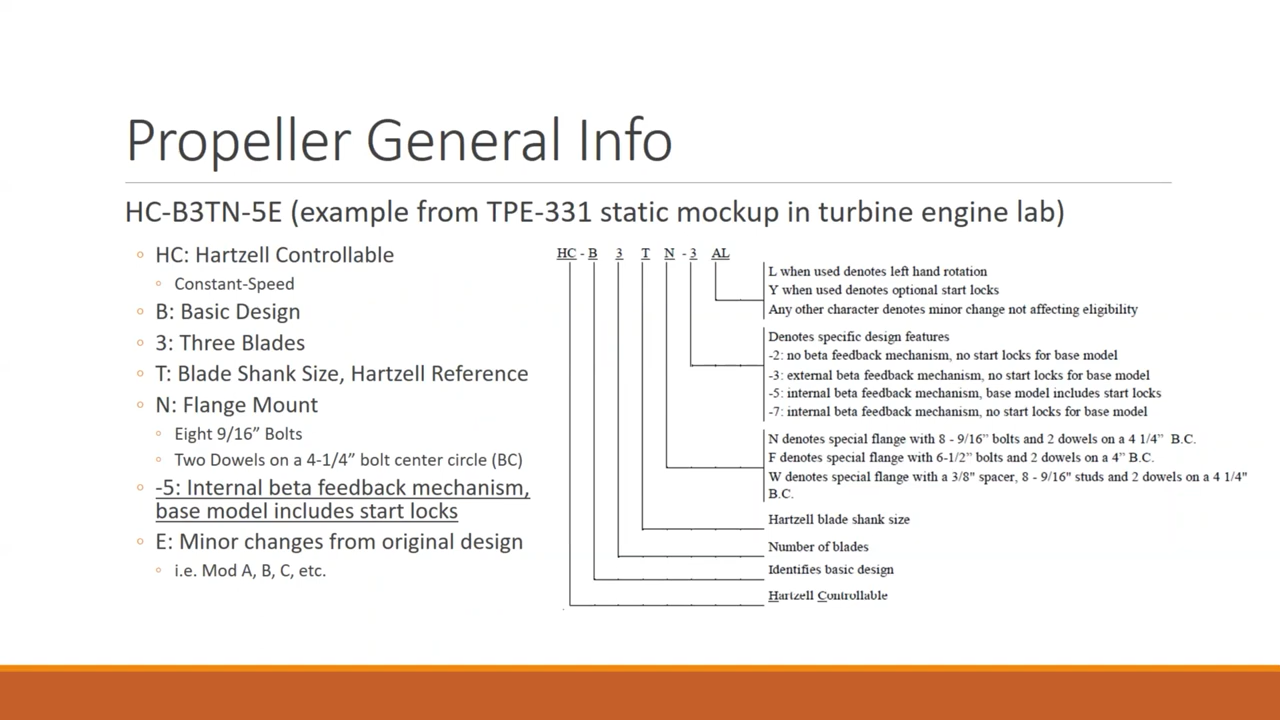 Propeller General Info
HC-B3TN-5E (example from TPE-331 static mockup in turbine engine lab)
HC: Hartzell Controllable
Constant-Speed
B: Basic Design
3: Three Blades
T: Blade Shank Size, Hartzell Reference
N: Flange Mount
Eight 9/16” Bolts
Two Dowels on a 4-1/4” bolt center circle (BC)
-5: Internal beta feedback mechanism,
base model includes start locks
E: Minor changes from original design
i.e. Mod A, B, C, etc.
HC - B 3 T N - 3 AL
L when used denotes left hand rotation
Y when used denotes optional start locks
Any other character denotes minor change not affecting eligibility
Denotes specific design features
-2: no beta feedback mechanism, no start locks for base model
-3: external beta feedback mechanism, no start locks for base model
-5: internal beta feedback mechanism, base model includes start locks
-7: internal beta feedback mechanism, no start locks for base model
N denotes special flange with 8 - 9/16” bolts and 2 dowels on a 4 1/4” B.C.
F denotes special flange with 6-1/2” bolts and 2 dowels on a 4” B.C.
W denotes special flange with a 3/8" spacer, 8 - 9/16" studs and 2 dowels on a 4 1/4"
B.C.
Hartzell blade shank size
Number of blades
Identifies basic design
Hartzell Controllable